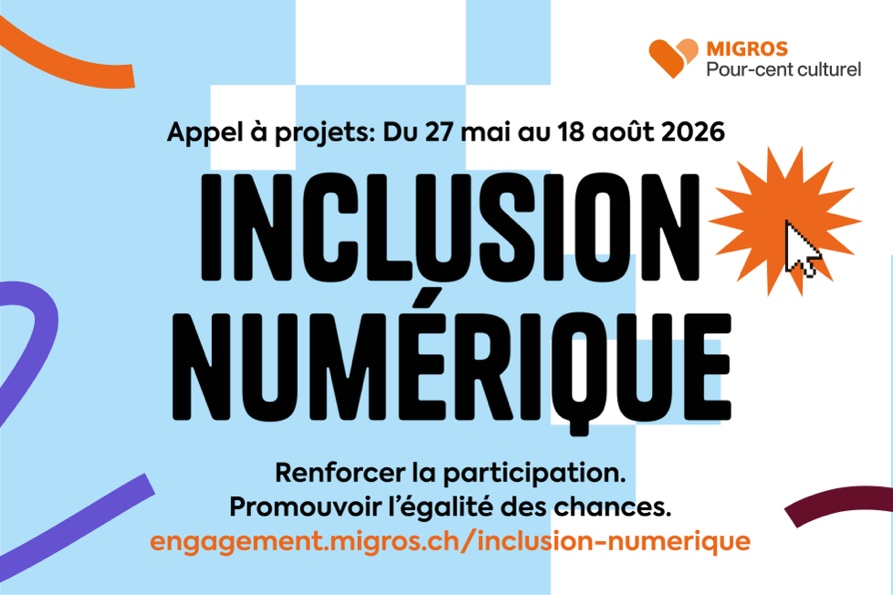 MIGROS
Pour-cent culturel
Appel à projets: Du 27 mai au 18 août 2026
INCLUSION
NUMÉRIQUE
Renforcer la participation.
Promouvoir l’égalité des chances.
engagement.migros.ch/inclusion-numerique